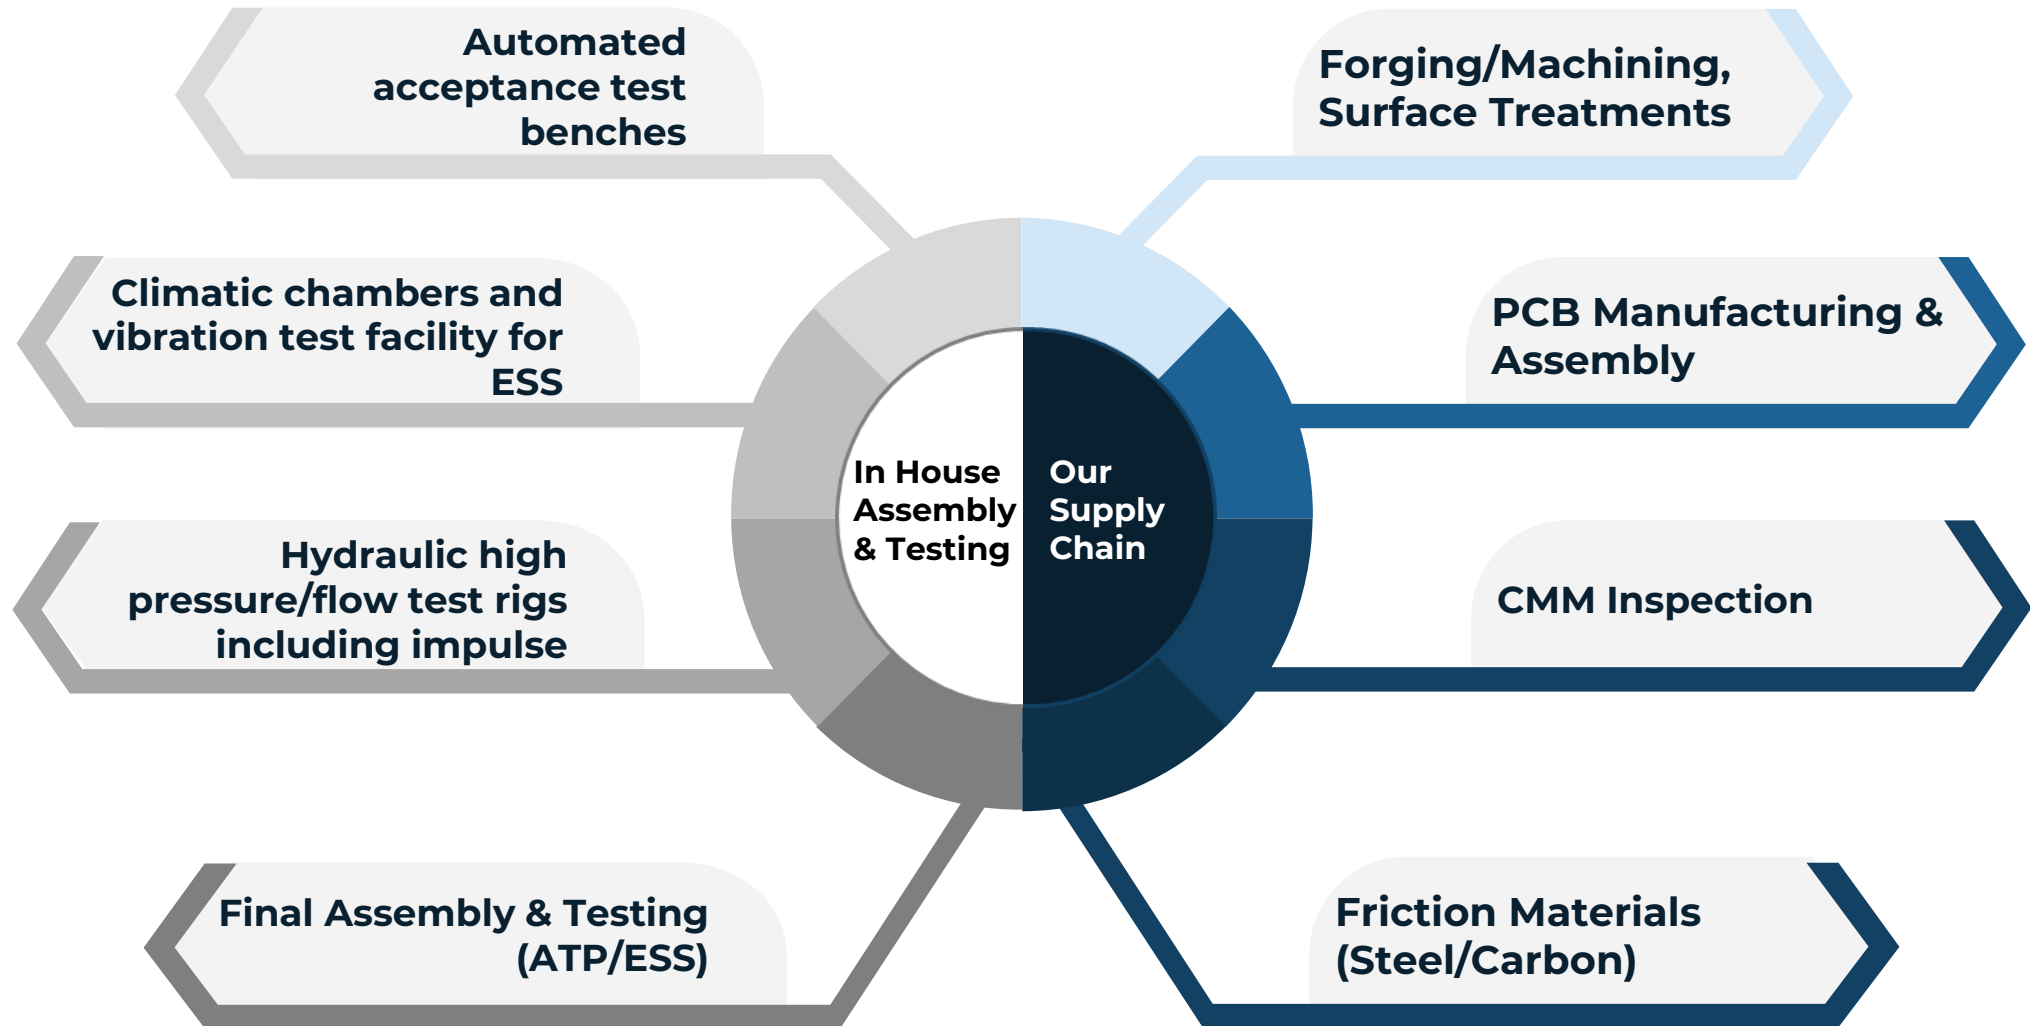 Automated
acceptance test
benches
Climatic chambers and
vibration test facility for
ESS
Hydraulic high
pressure/flow test rigs
including impulse
Final Assembly & Testing
(ATP/ESS)
In House
Assembly
& Testing
Our
Supply
Chain
Forging/Machining,
Surface Treatments
PCB Manufacturing &
Assembly
CMM Inspection
Friction Materials
(Steel/Carbon)